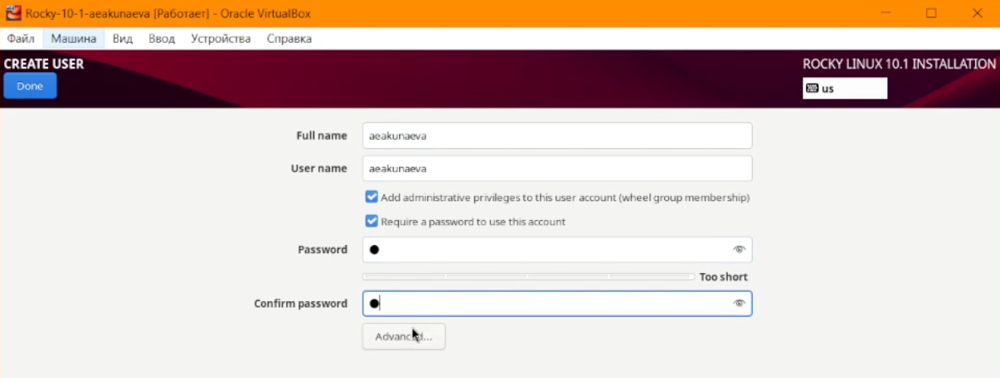 Rocky-10-1-aeakunaeva [Работает] - Oracle VirtualBox
Файл Машина Вид Ввод Устройства Справка
CREATE USER
ROCKY LINUX 10.1 INSTALLATION
Done
us
Full name aeakunaeva
User name aeakunaeva
Add administrative privileges to this user account (wheel group membership)
Require a password to use this account
Password
Too short
Confirm password